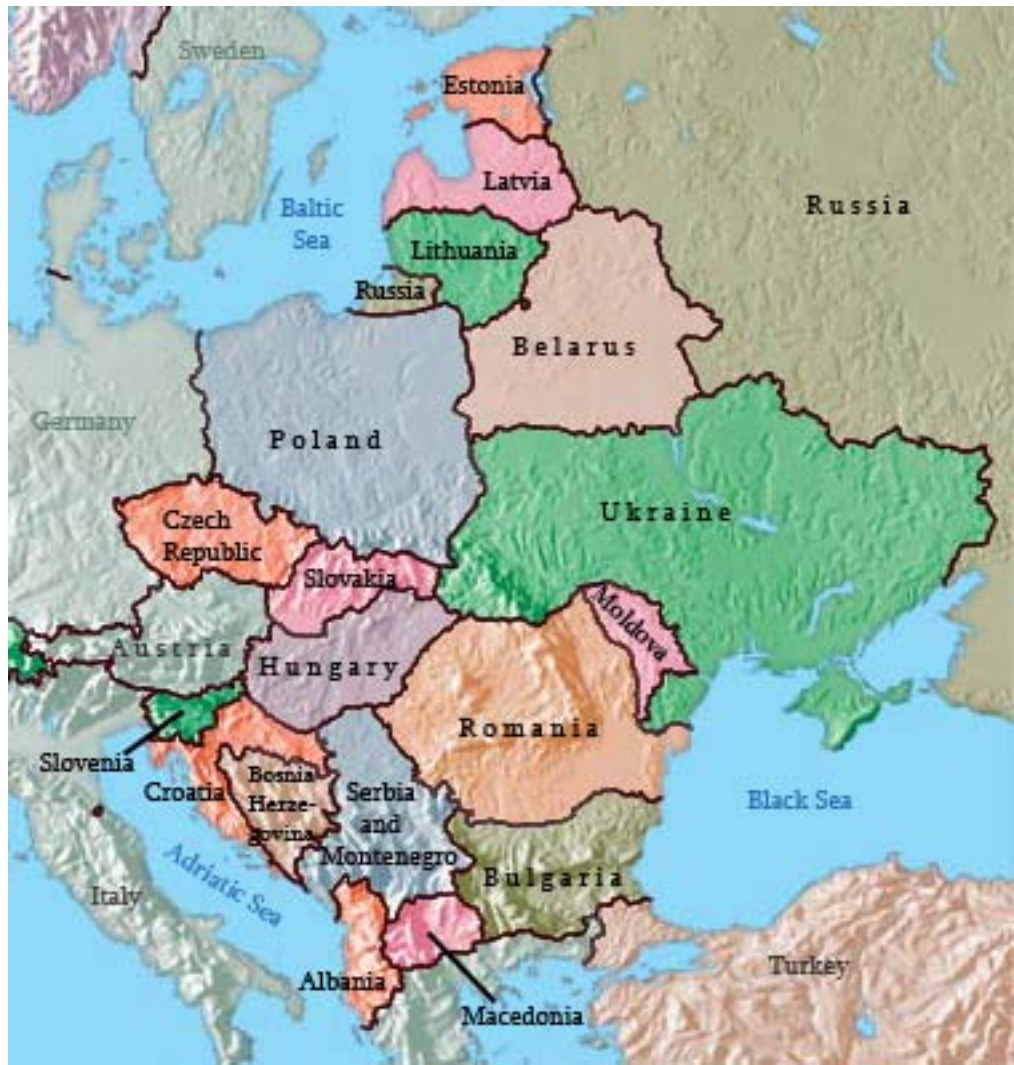 Sweden
Estonia
Latvia
Russia
Baltic
Sea
Lithuania
Russia
Belarus
Germany
Poland
Ukraine
Czech
Republic
Slovakia
Moldova
Austria
Hungary
Romania
Slovenia
Croatia
Bosnia
Herze-
govina
Serbia
and
Montenegro
Black Sea
Adriatic Sea
Italy
Bulgaria
Turkey
Albania
Macedonia